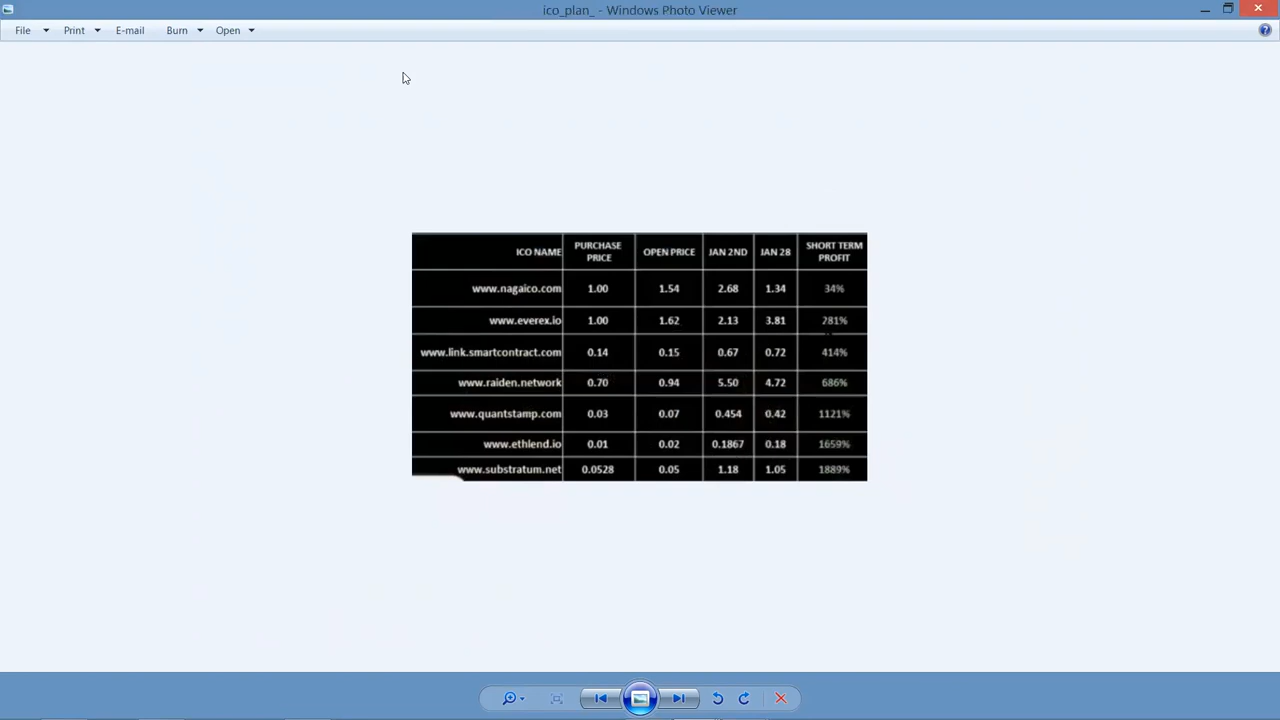 ico_plan_ - Windows Photo Viewer
File Print E-mail Burn Open
ICO NAME PURCHASE PRICE OPEN PRICE JAN 2ND JAN 28 SHORT TERM PROFIT
www.nagaico.com 1.00 1.54 2.68 1.34 34%
www.everex.io 1.00 1.62 2.13 3.81 281%
www.link.smartcontract.com 0.14 0.15 0.67 0.72 414%
www.raiden.network 0.70 0.94 5.50 4.72 686%
www.quantstamp.com 0.03 0.07 0.454 0.42 1121%
www.ethlend.io 0.01 0.02 0.1867 0.18 1659%
www.substratum.net 0.0528 0.05 1.18 1.05 1889%